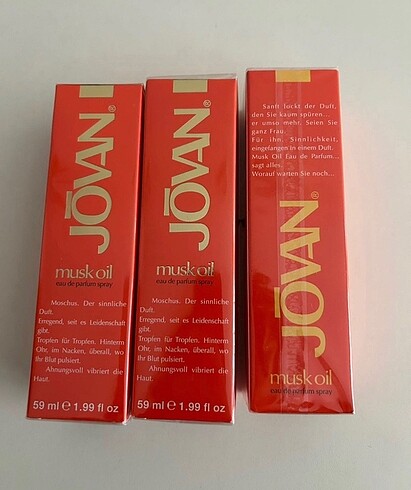 JŌVAN®
musk oil
eau de parfum spray
Moschus. Der sinnliche
Duft.
Erregend, seit es Leidenschaft
gibt.
Tropfen für Tropfen. Hinterm
Ohr, im Nacken, überall, wo
Ihr Blut pulsiert.
Ahnungsvoll vibriert die
Haut.
59 ml e 1.99 fl oz
JŌVAN®
musk oil
eau de parfum spray
Moschus. Der sinnliche
Duft.
Erregend, seit es Leidenschaft
gibt.
Tropfen für Tropfen. Hinterm
Ohr, im Nacken, überall, wo
Ihr Blut pulsiert.
Ahnungsvoll vibriert die
Haut.
59 ml e 1.99 fl oz
Sanft lockt der Duft,
den Sie kaum spüren...
er umso mehr. Seien Sie
ganz Frau.
Für ihn. Sinnlichkeit,
eingefangen in einem Duft.
Musk Oil Eau de Parfum...
sagt alles.
Worauf warten Sie noch...
JŌVAN®
musk oil
eau de parfum spray